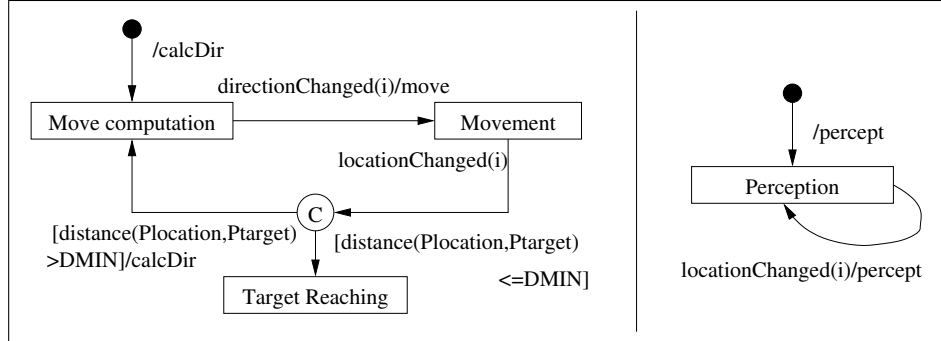 /calcDir
directionChanged(i)/move
Move computation
Movement
locationChanged(i)
C
[distance(Plocation,Ptarget)
>DMIN]/calcDir
[distance(Plocation,Ptarget)
<=DMIN]
Target Reaching
/percept
Perception
locationChanged(i)/percept